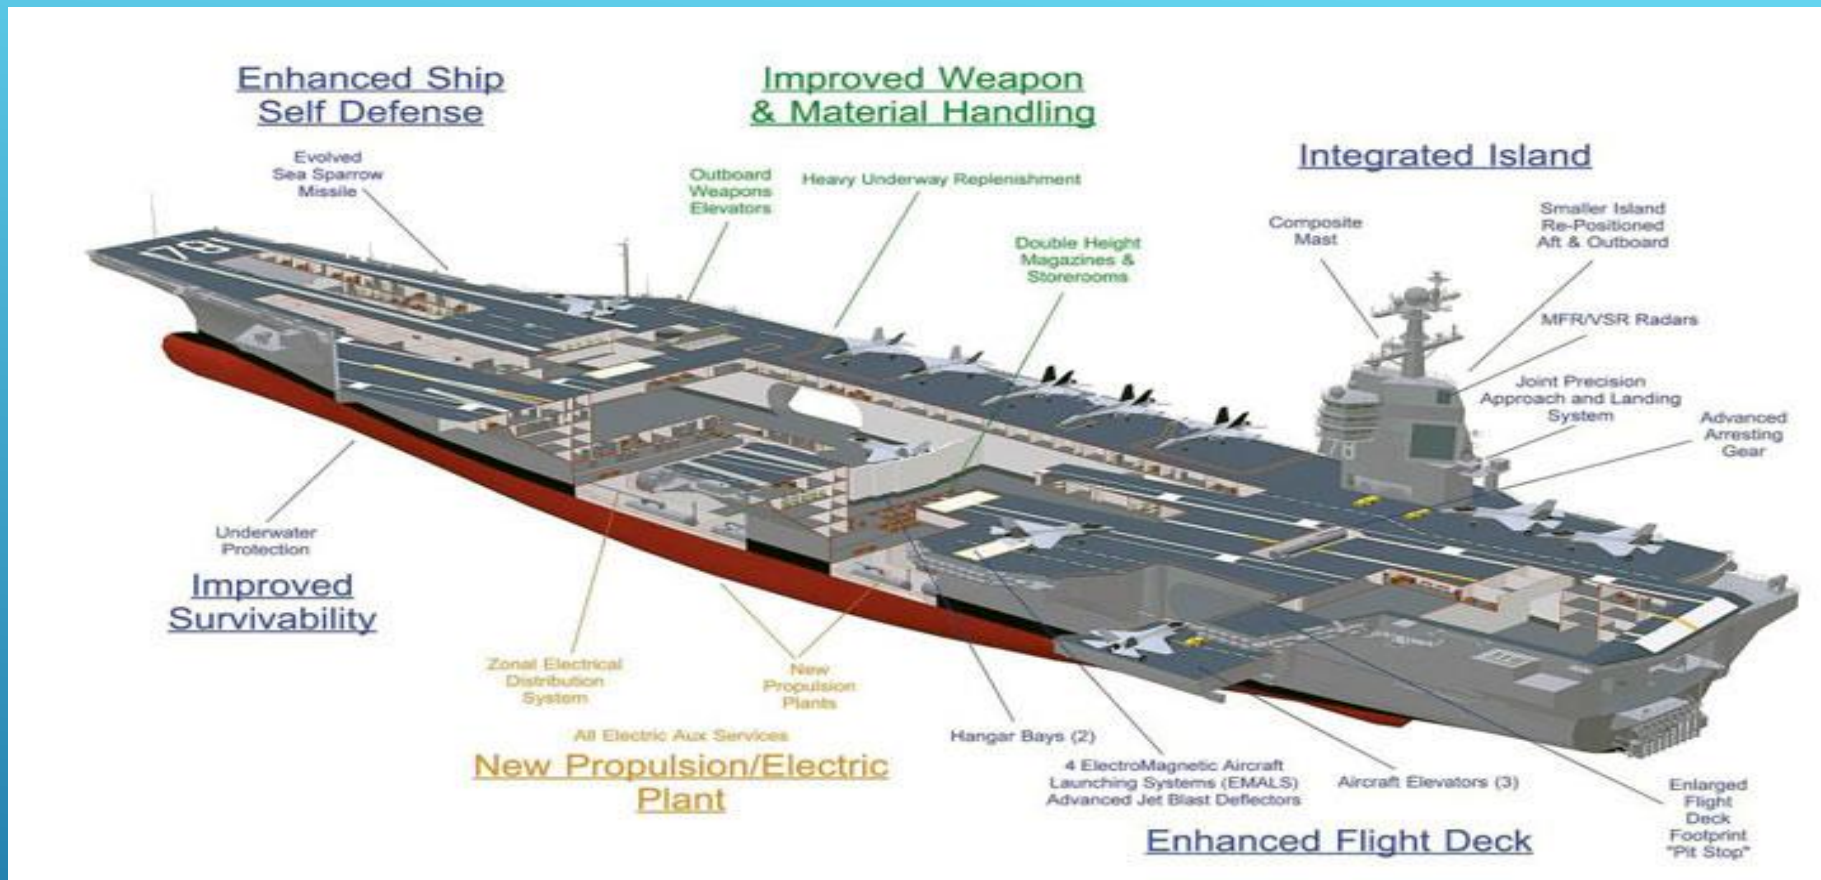 Enhanced Ship
Self Defense
Evolved
Sea Sparrow
Missile
Improved Weapon
& Material Handling
Outboard
Weapons
Elevators
Heavy Underway Replenishment
Double Height
Magazines &
Storerooms
Integrated Island
Composite
Mast
Smaller Island
Re-Positioned
Aft & Outboard
MFR/VSR Radars
Joint Precision
Approach and Landing
System
Advanced
Arresting
Gear
78
Underwater
Protection
Improved
Survivability
Zonal Electrical
Distribution
System
New
Propulsion
Plants
All Electric Aux Services
New Propulsion/Electric
Plant
Hangar Bays (2)
4 ElectroMagnetic Aircraft
Launching Systems (EMALS)
Advanced Jet Blast Deflectors
Aircraft Elevators (3)
Enlarged
Flight
Deck
Footprint
"Pit Stop"
Enhanced Flight Deck